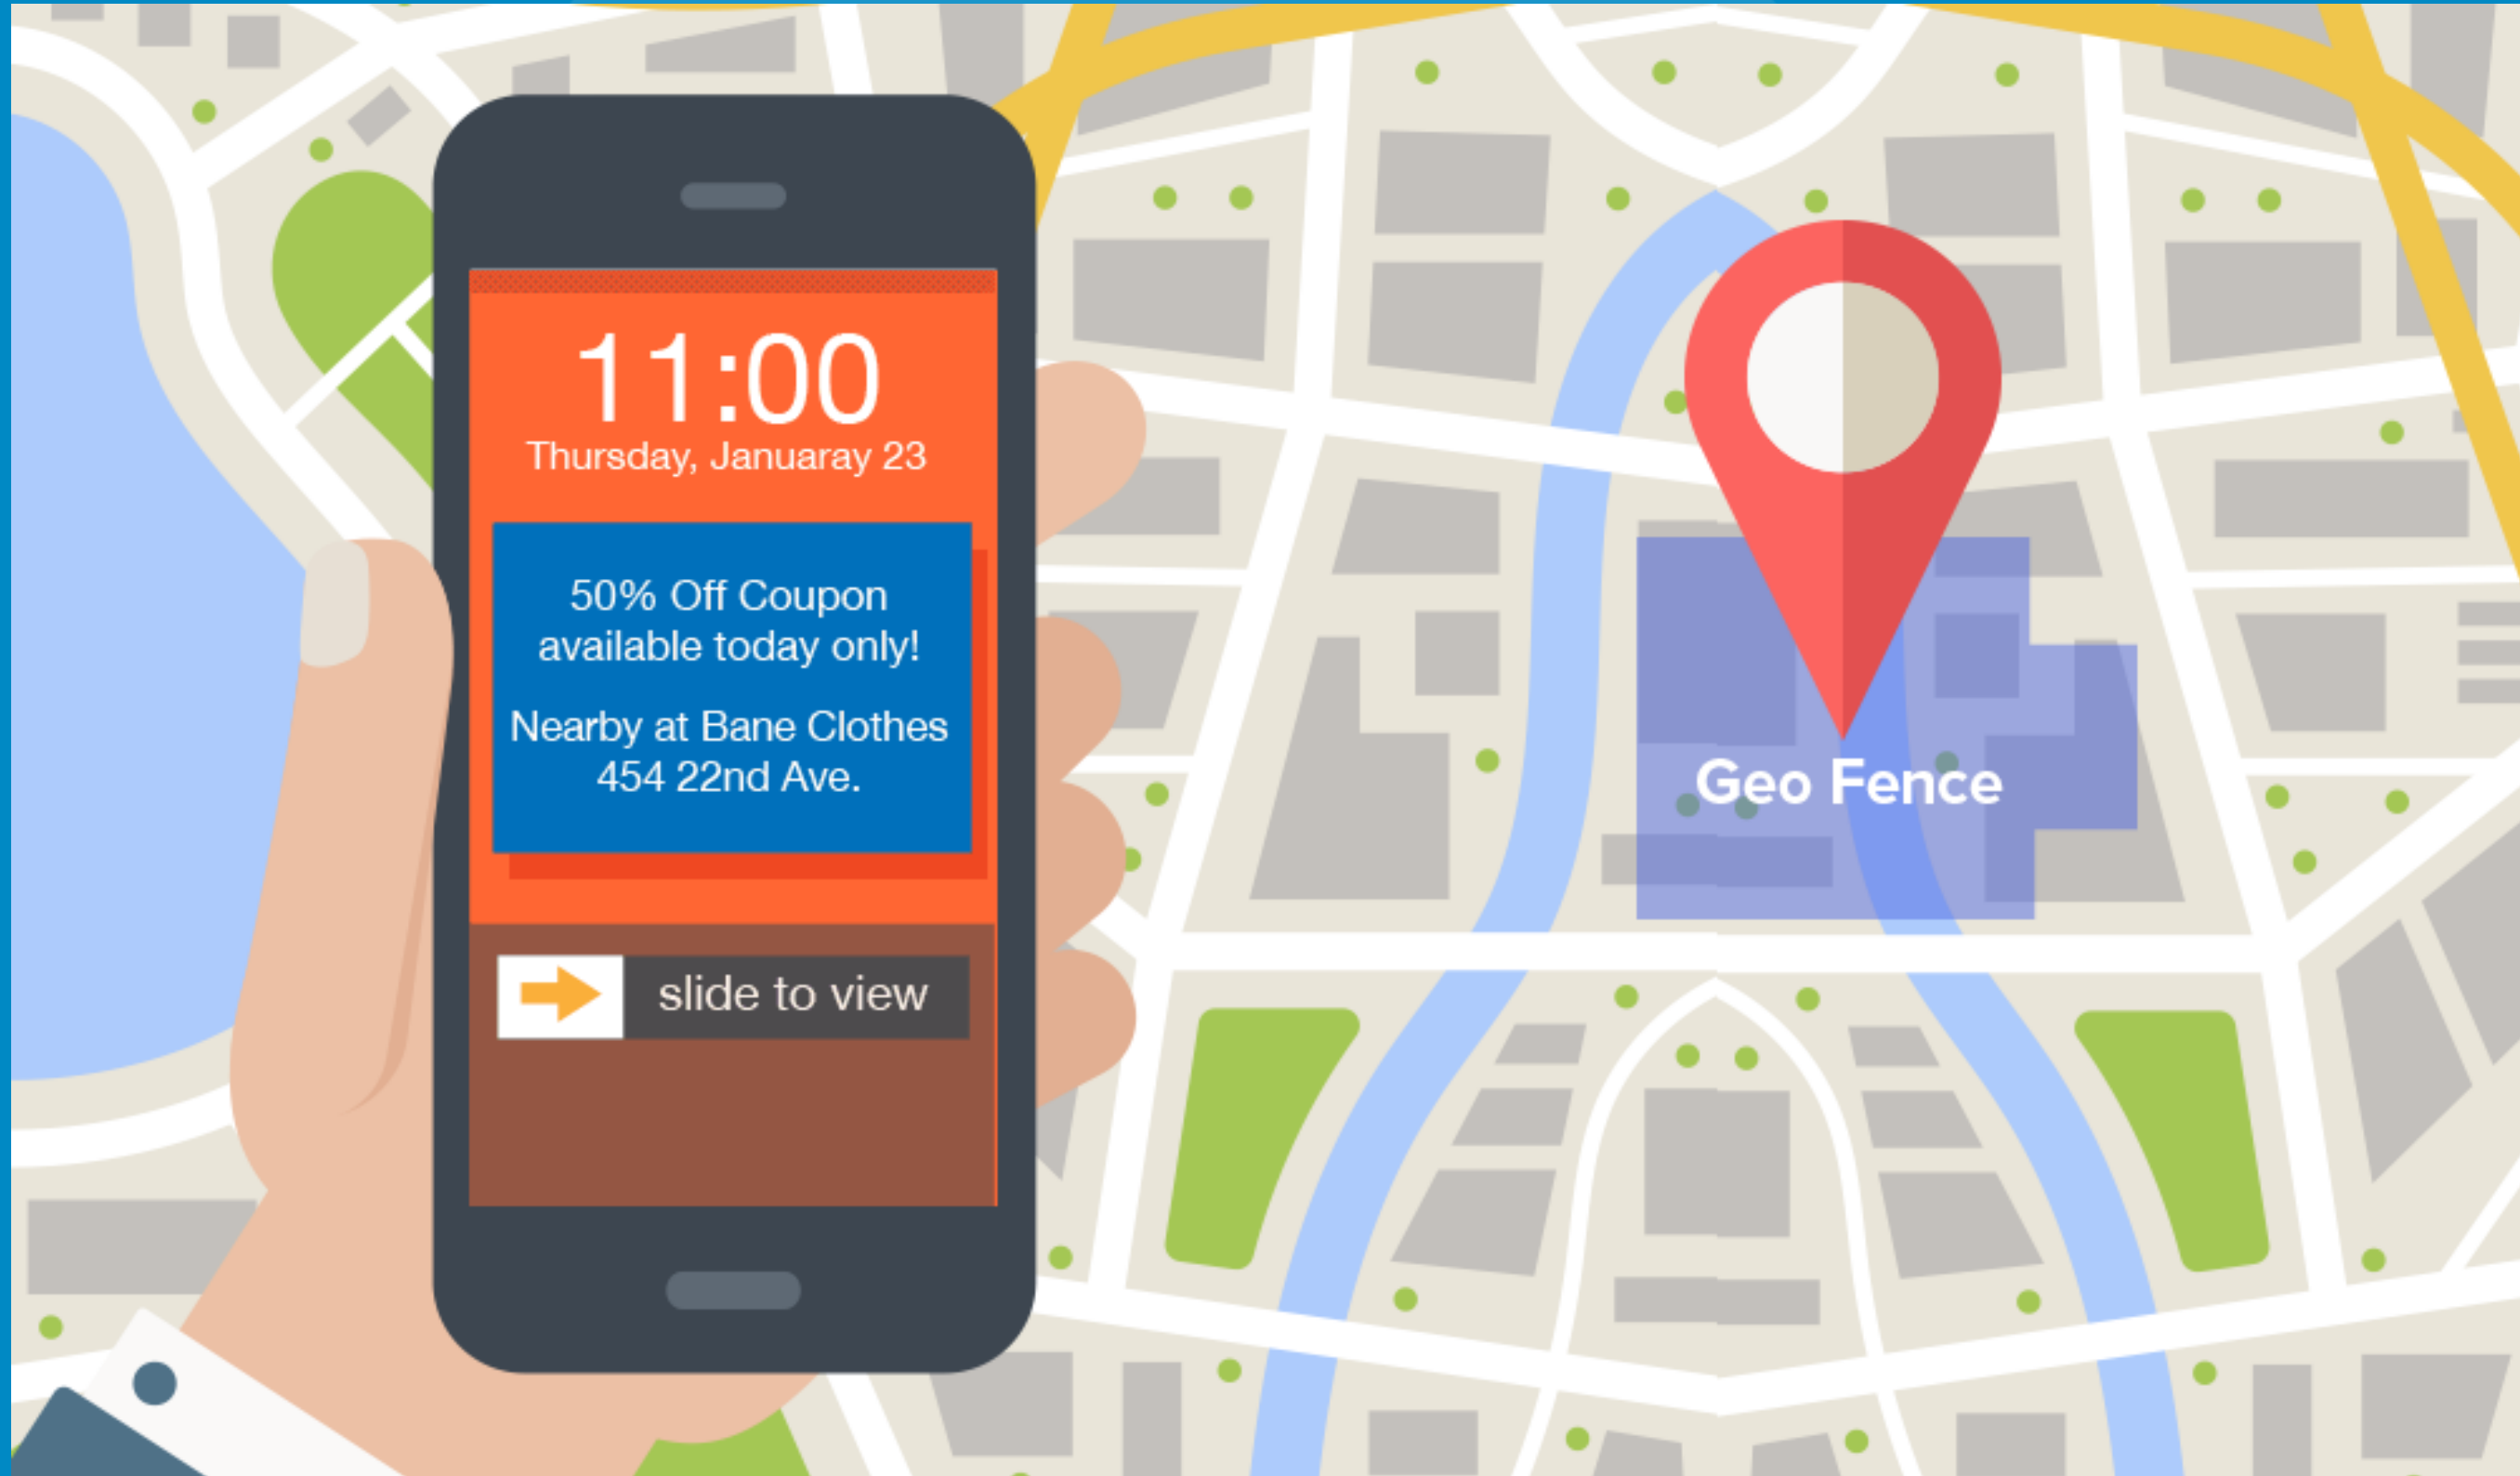 11:00
Thursday, Januaray 23
50% Off Coupon
available today only!
Nearby at Bane Clothes
454 22nd Ave.
slide to view
Geo Fence